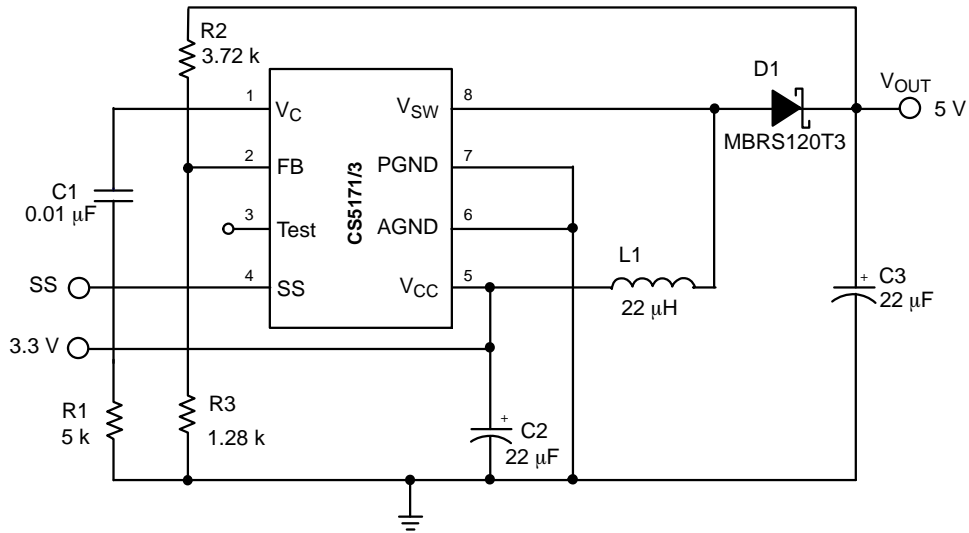 R2
3.72 k
D1
V_OUT
5 V
MBRS120T3
1
V_C
V_SW
8
2
FB
PGND
7
CS5171/3
C1
0.01 μF
3
Test
AGND
6
L1
22 μH
SS
4
SS
V_CC
5
C3
22 μF
+
3.3 V
R1
5 k
R3
1.28 k
+
C2
22 μF